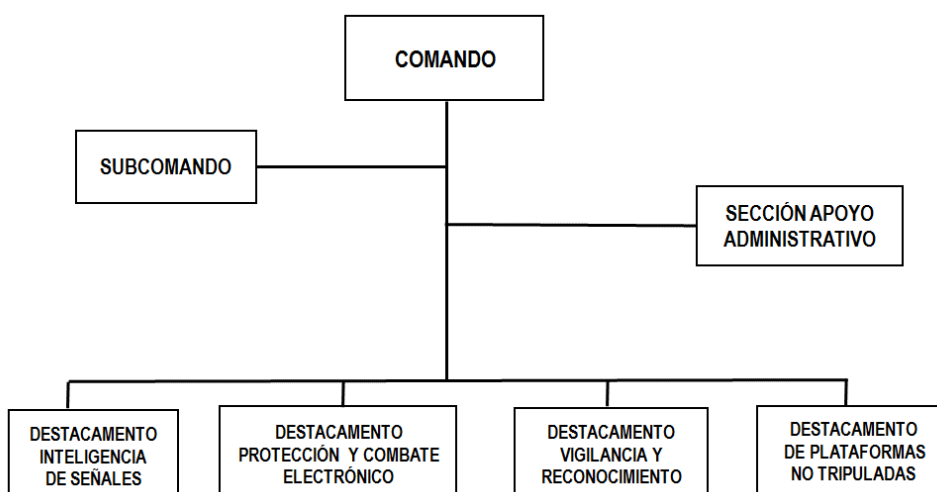 COMANDO
SUBCOMANDO
SECCIÓN APOYO
ADMINISTRATIVO
DESTACAMENTO
INTELIGENCIA
DE SEÑALES
DESTACAMENTO
PROTECCIÓN Y COMBATE
ELECTRÓNICO
DESTACAMENTO
VIGILANCIA Y
RECONOCIMIENTO
DESTACAMENTO
DE PLATAFORMAS
NO TRIPULADAS